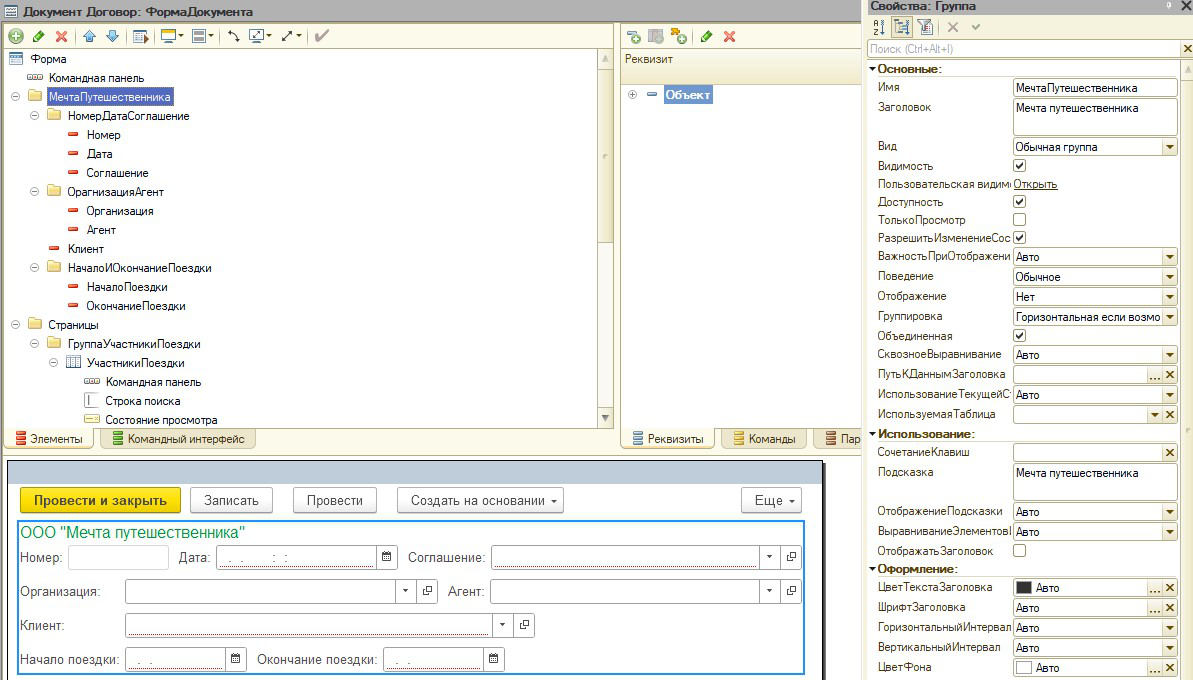 Документ Договор: ФормаДокумента
Форма
Командная панель
МечтаПутешественника
НомерДатаСоглашение
Номер
Дата
Соглашение
ОрагнизацияАгент
Организация
Агент
Клиент
НачалоИОкончаниеПоездки
НачалоПоездки
ОкончаниеПоездки
Страницы
ГруппаУчастникиПоездки
УчастникиПоездки
Командная панель
Строка поиска
Состояние просмотра
Элементы
Командный интерфейс
Реквизит
Объект
Реквизиты
Команды
Пар
Провести и закрыть
Записать
Провести
Создать на основании
Еще
ООО "Мечта путешественника"
Номер: Дата: . . : : Соглашение:
Организация: Агент:
Клиент:
Начало поездки: . . Окончание поездки: . .
Свойства: Группа
Поиск (Ctrl+Alt+I)
Основные:
Имя МечтаПутешественника
Заголовок Мечта путешественника
Вид Обычная группа
Видимость
Пользовательская видим Открыть
Доступность
ТолькоПросмотр
РазрешитьИзменениеСос
ВажностьПриОтображени Авто
Поведение Обычное
Отображение Нет
Группировка Горизонтальная если возмо
Объединенная
СквозноеВыравнивание Авто
ПутьКДаннымЗаголовка ...
ИспользованиеТекущейС Авто
ИспользуемаяТаблица
Использование:
СочетаниеКлавиш
Подсказка Мечта путешественника
ОтображениеПодсказки Авто
ВыравниваниеЭлементовІ Авто
ОтображатьЗаголовок
Оформление:
ЦветТекстаЗаголовка Авто ...
ШрифтЗаголовка Авто ...
ГоризонтальныйИнтервал Авто
ВертикальныйИнтервал Авто
ЦветФона Авто ...